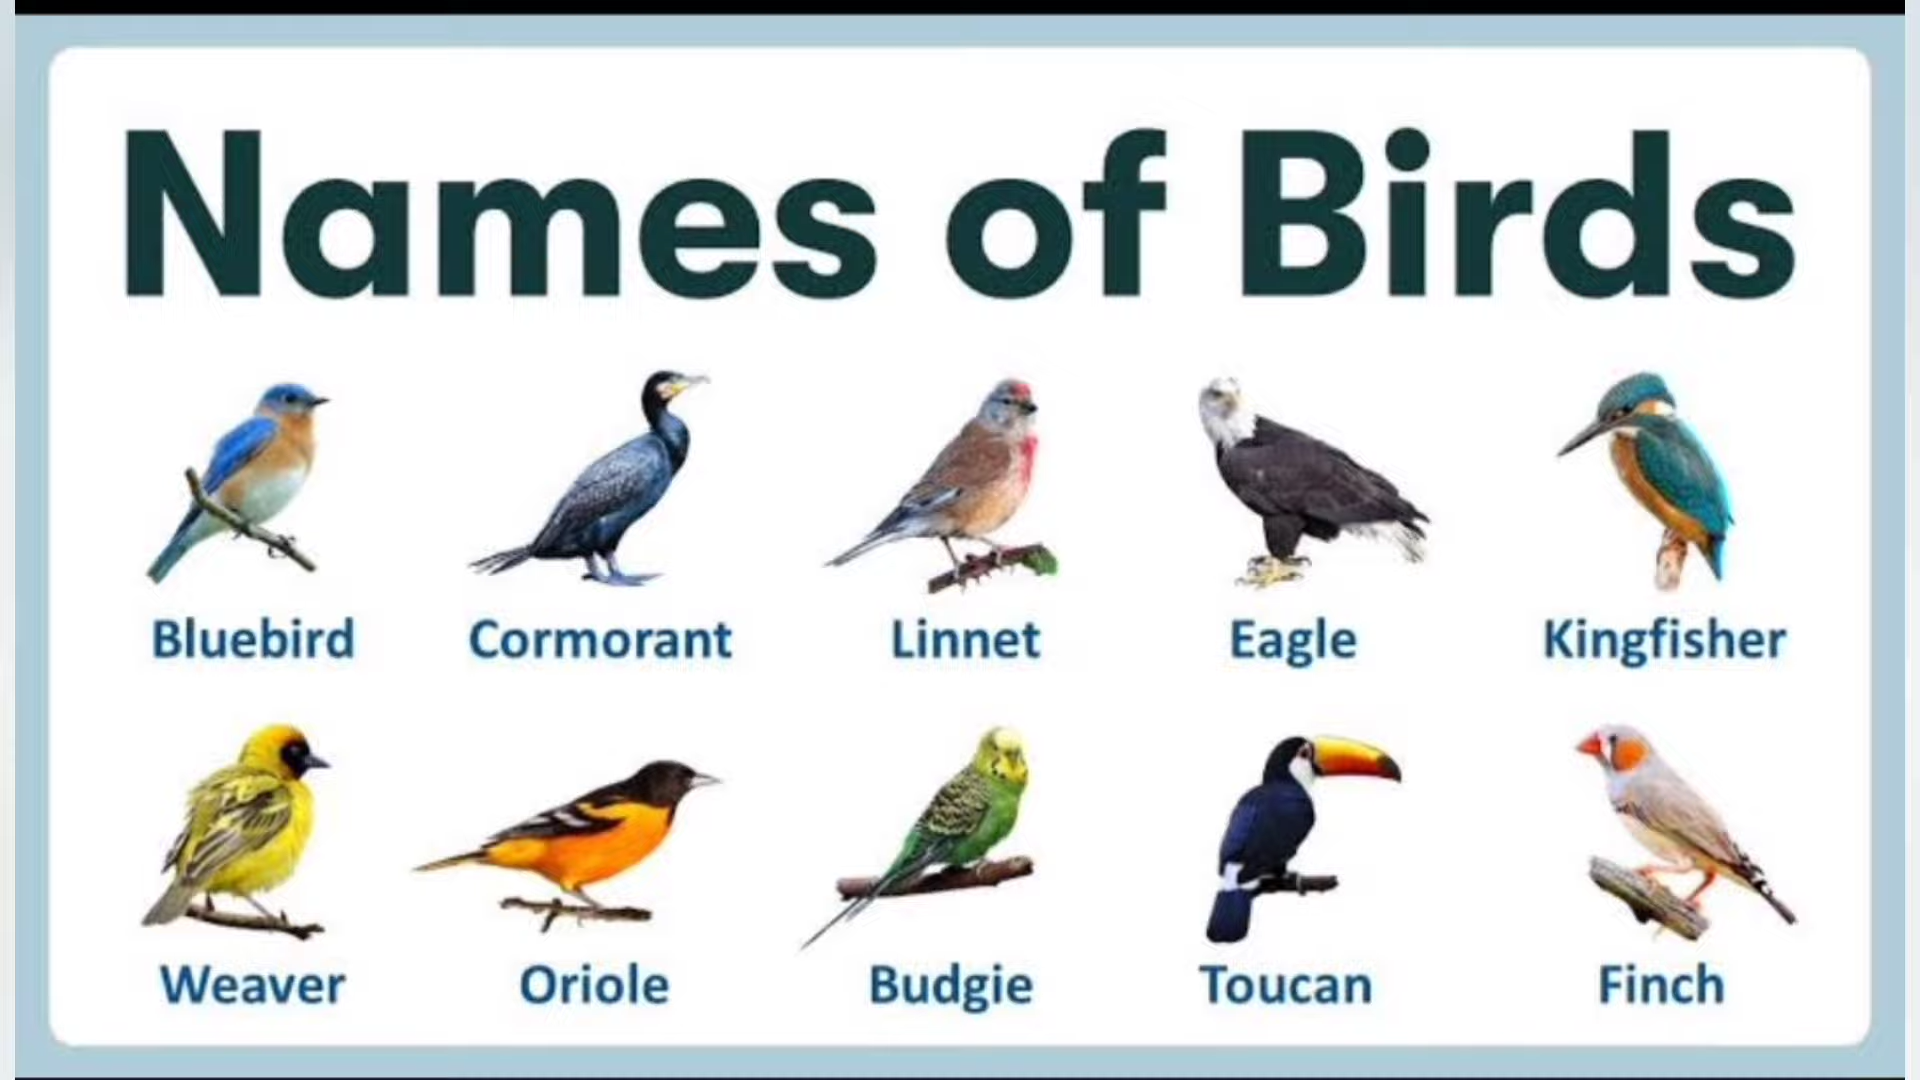 Names of Birds
Bluebird Cormorant Linnet Eagle Kingfisher
Weaver Oriole Budgie Toucan Finch